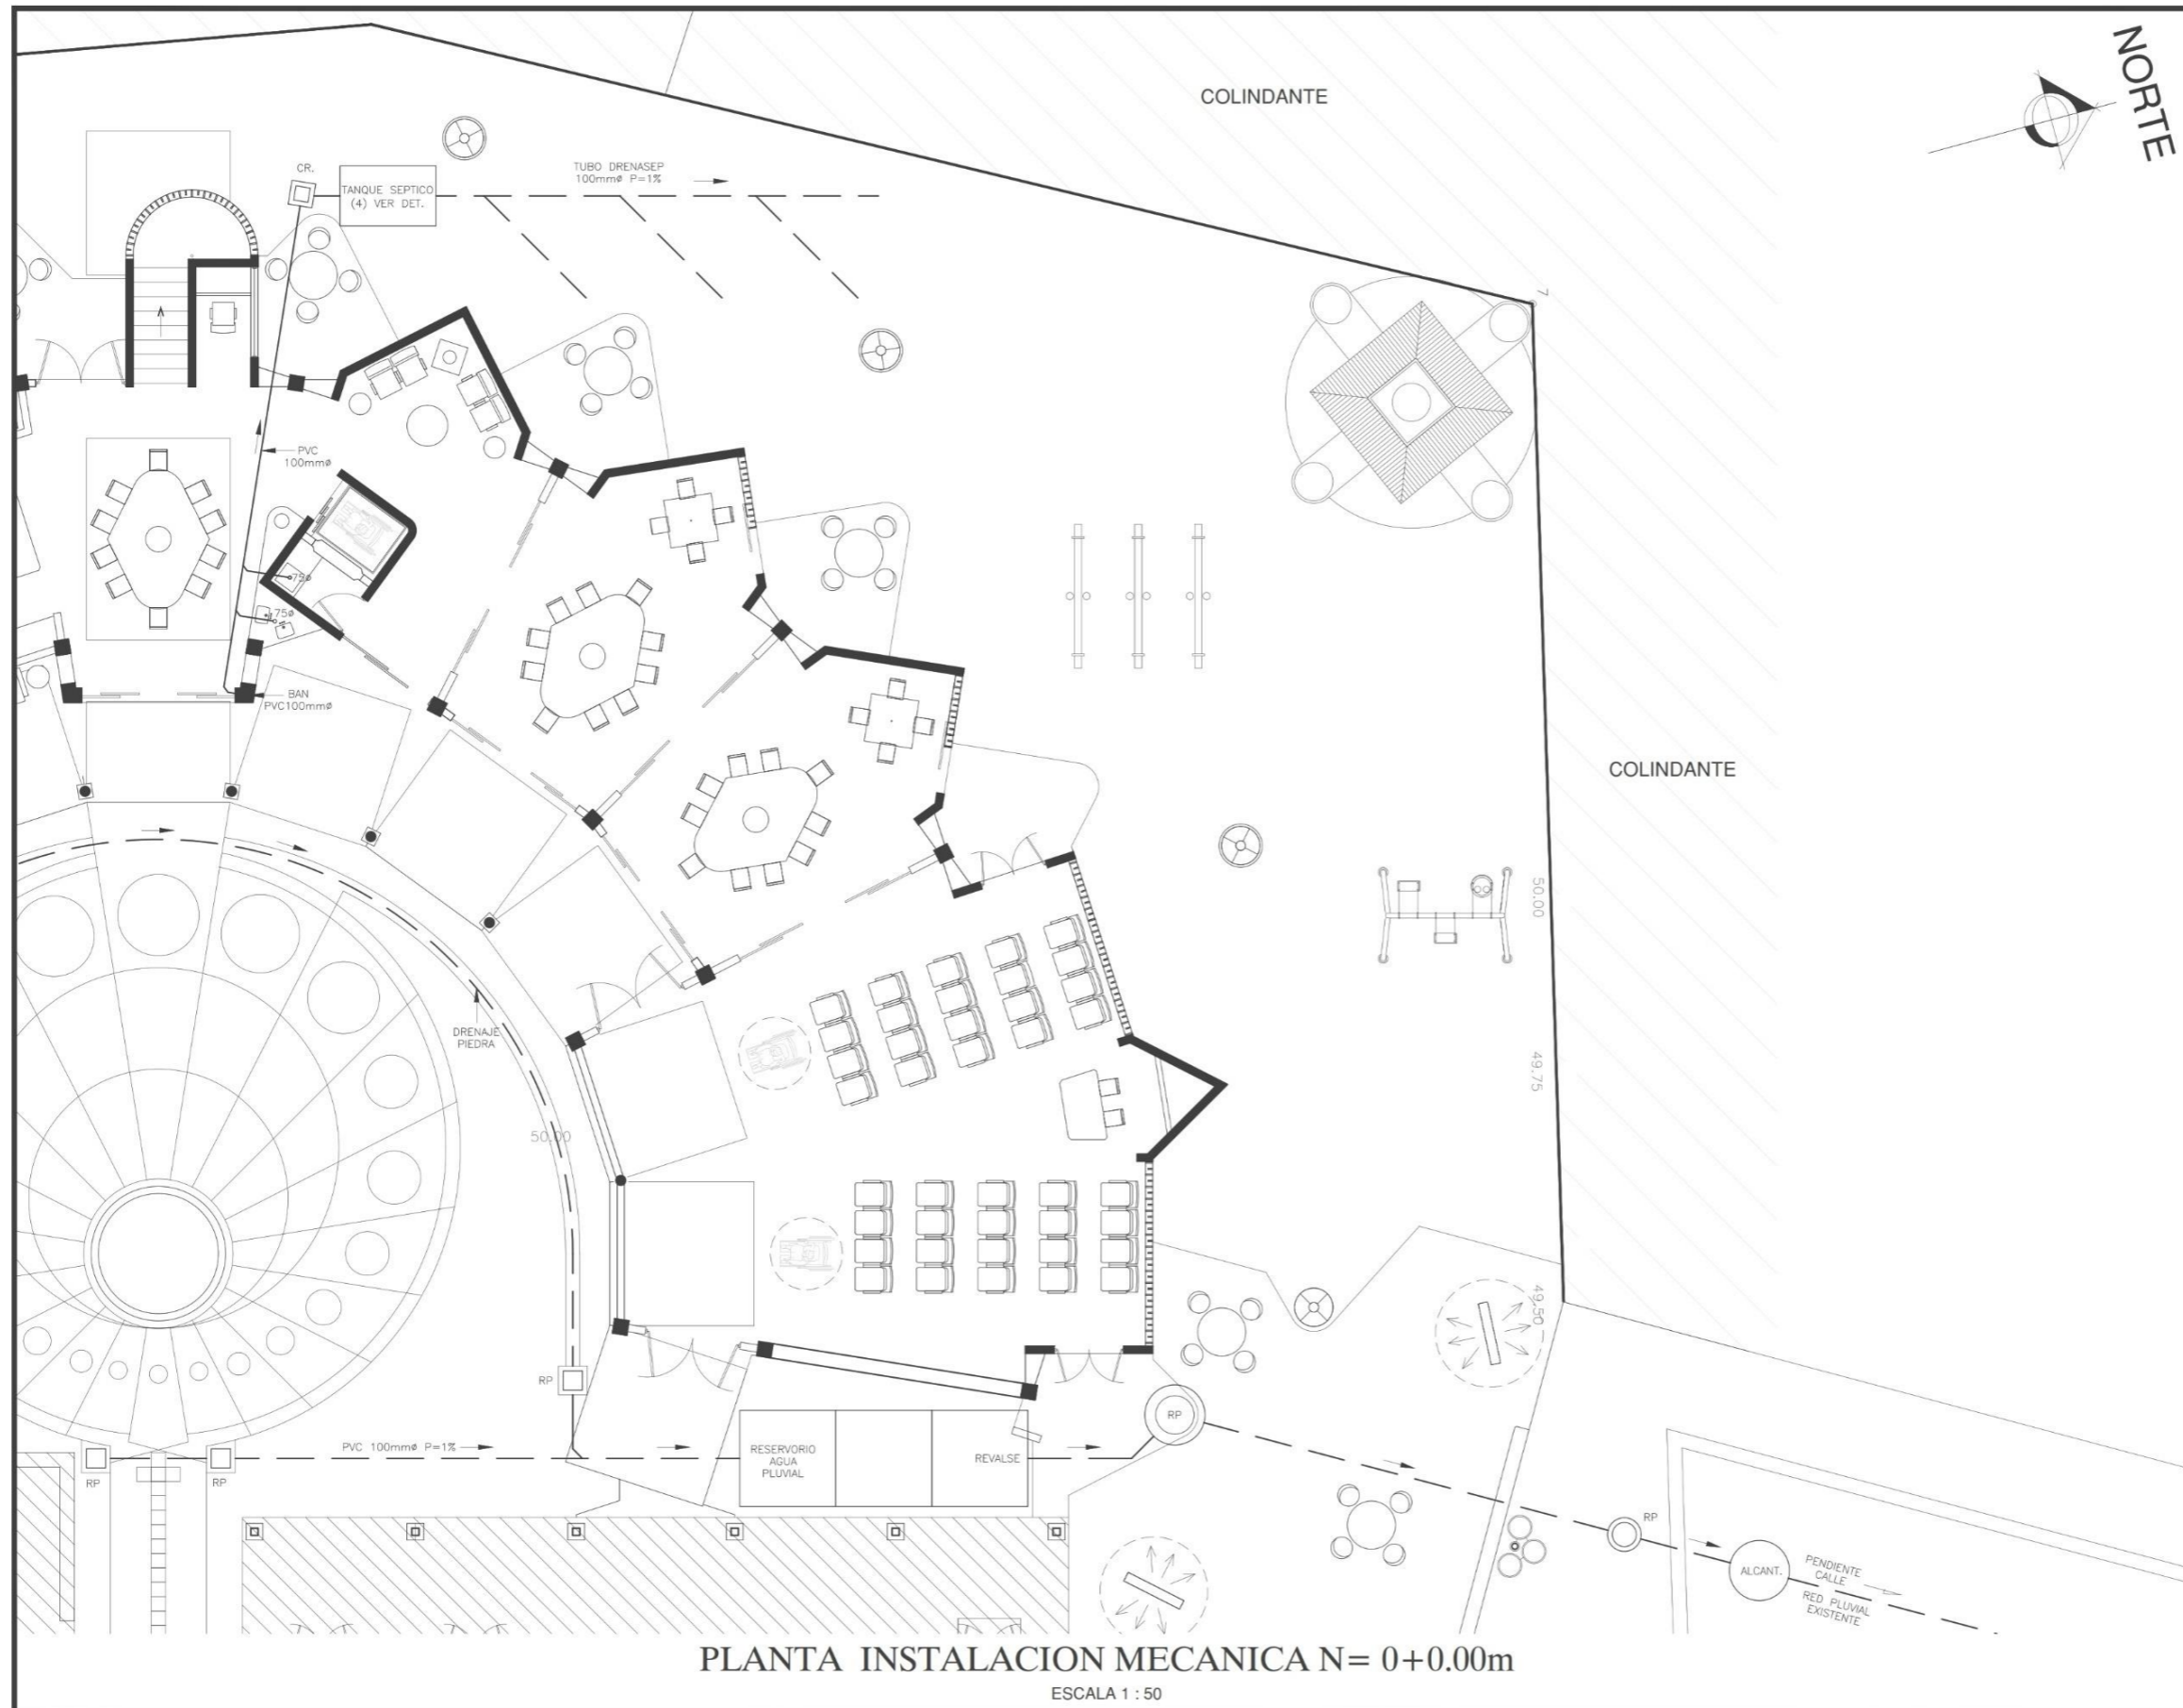 NORTE
COLINDANTE
CR.
TANQUE SEPTICO
(4) VER DET.
TUBO DRENASEP
100mmø P=1%
7
PVC
100mmø
75ø
75ø
BAN
PVC100mmø
COLINDANTE
50.00
DRENAJE
PIEDRA
49.75
50.00
49.50
RP
RP
PVC 100mmø P=1%
RP
RP
RESERVORIO
AGUA
PLUVIAL
REVALSE
RP
ALCANT.
PENDIENTE
CALLE
RED PLUVIAL
EXISTENTE
PLANTA INSTALACION MECANICA N= 0+0.00m
ESCALA 1 : 50